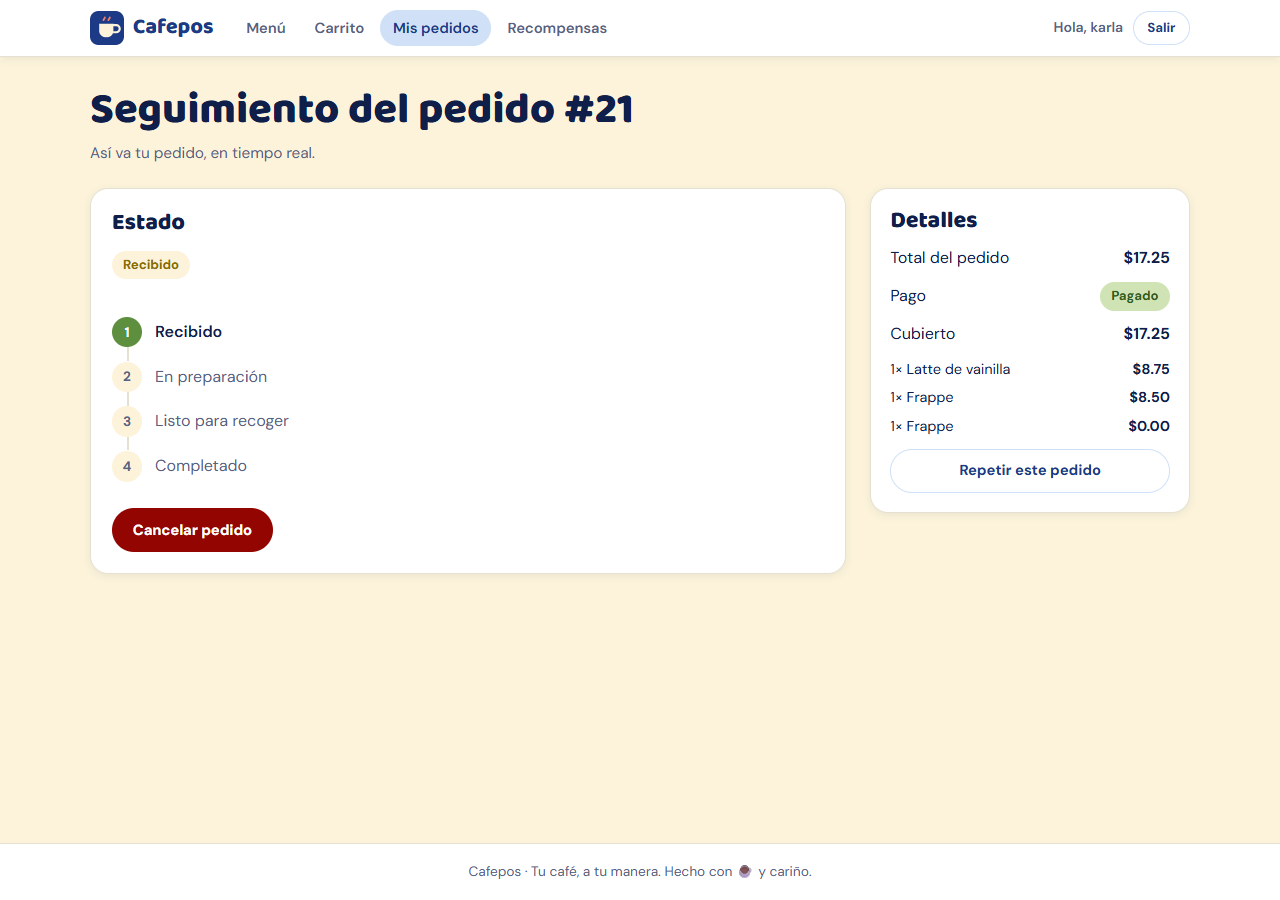 Cafepos Menú Carrito Mis pedidos Recompensas Hola, karla Salir
Seguimiento del pedido #21
Así va tu pedido, en tiempo real.
Estado
Recibido
1 Recibido
2 En preparación
3 Listo para recoger
4 Completado
Cancelar pedido
Detalles
Total del pedido $17.25
Pago Pagado
Cubierto $17.25
1× Latte de vainilla $8.75
1× Frappe $8.50
1× Frappe $0.00
Repetir este pedido
Cafepos · Tu café, a tu manera. Hecho con y cariño.